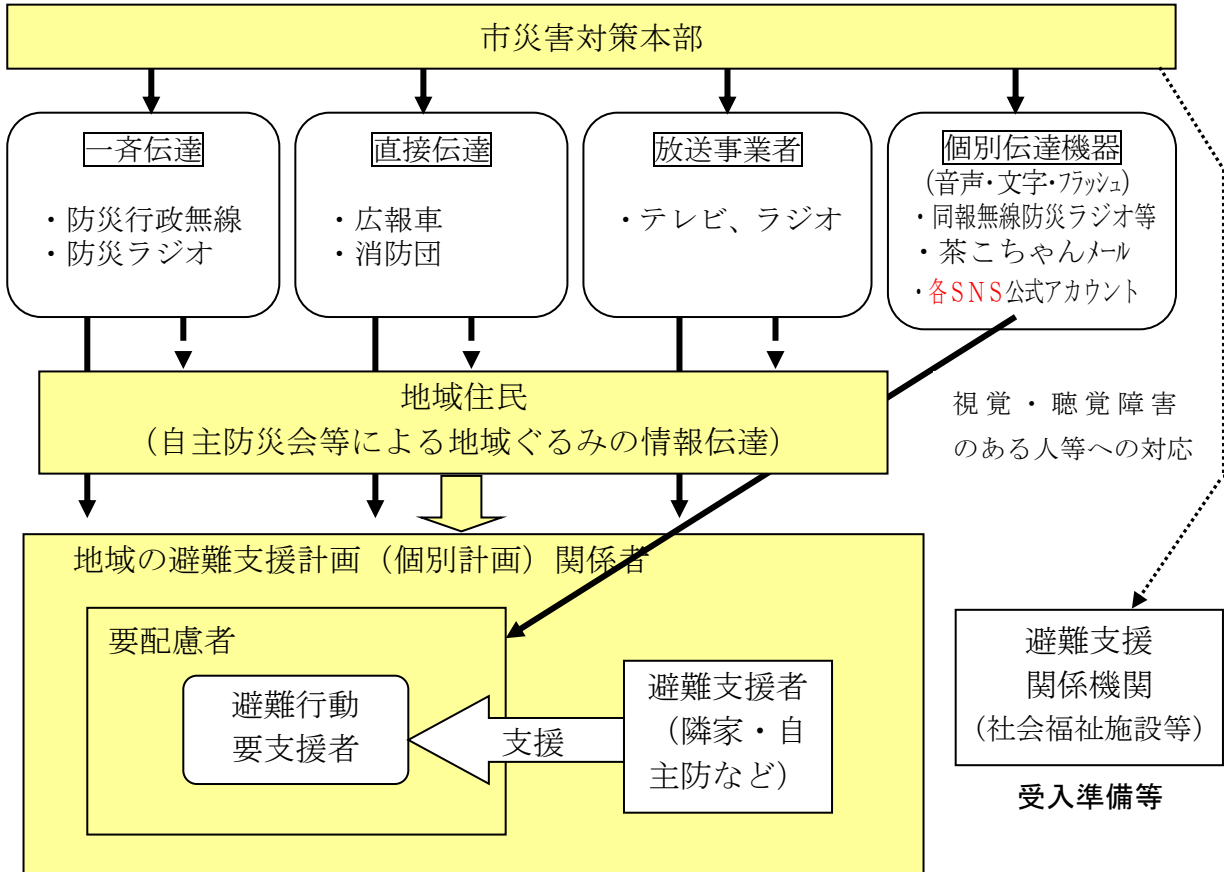 市災害対策本部
一斉伝達
・防災行政無線
・防災ラジオ
直接伝達
・広報車
・消防団
放送事業者
・テレビ、ラジオ
個別伝達機器
(音声・文字・フラッシュ)
・同報無線防災ラジオ等
・茶こちゃんメール
・各ＳＮＳ公式アカウント
地域住民
（自主防災会等による地域ぐるみの情報伝達）
視覚・聴覚障害
のある人等への対応
地域の避難支援計画（個別計画）関係者
要配慮者
避難行動
要支援者
支援
避難支援者
（隣家・自
主防など）
避難支援
関係機関
（社会福祉施設等）
受入準備等